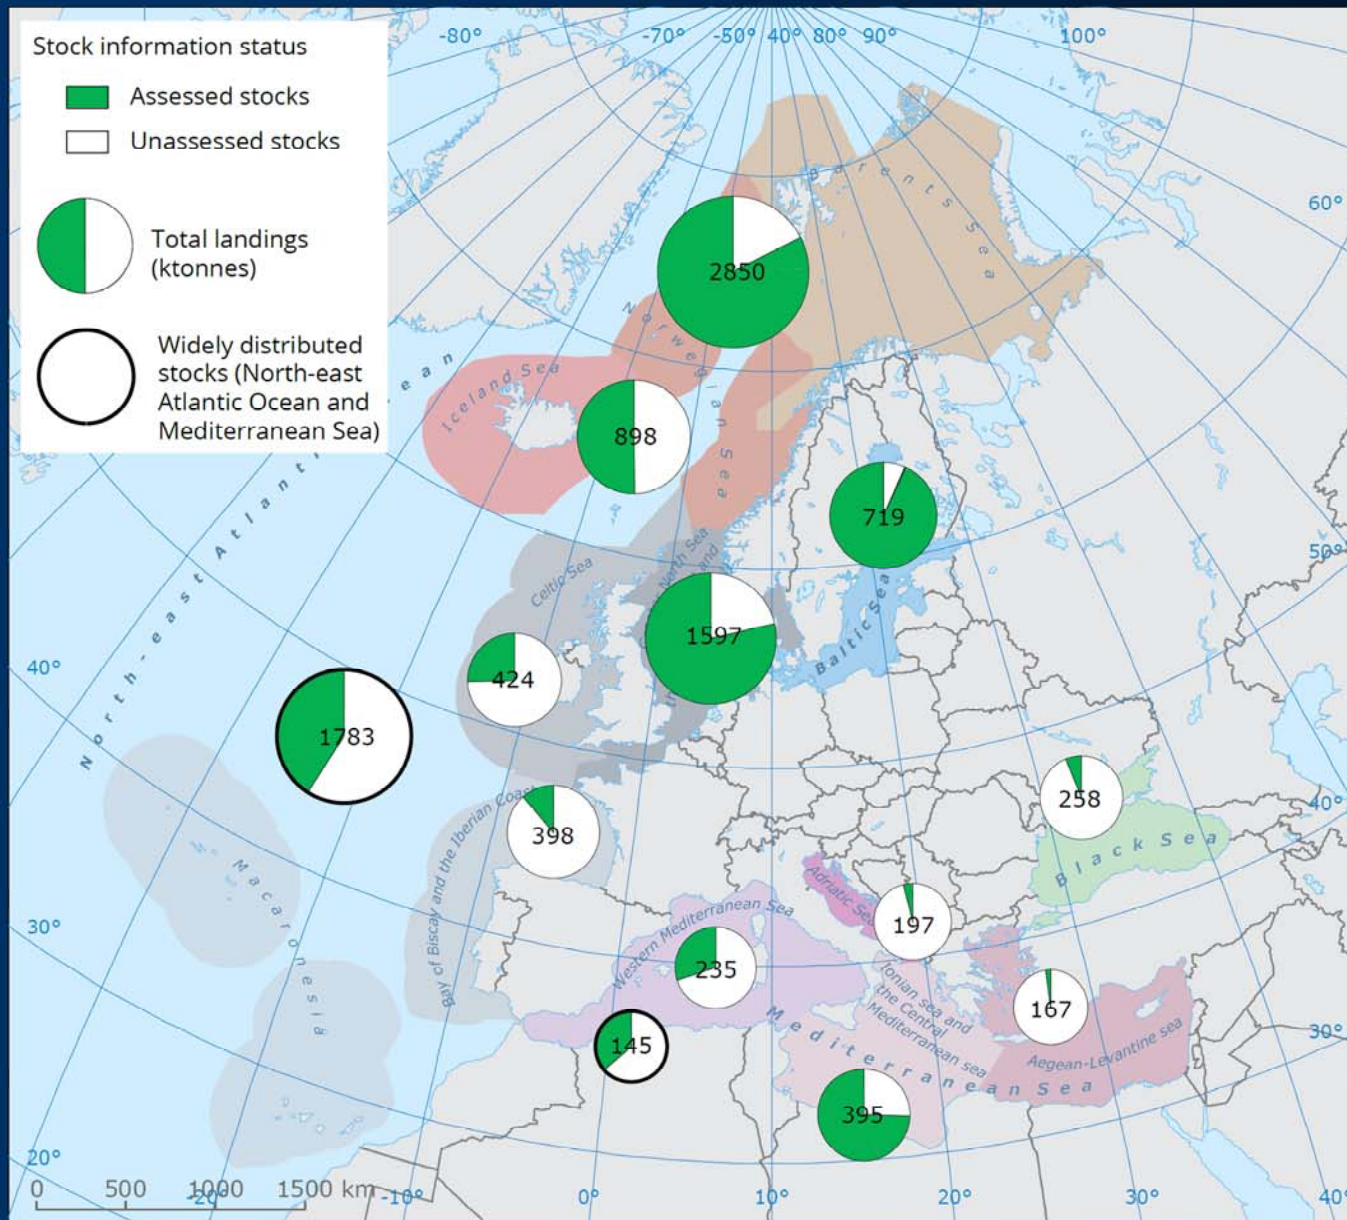 Stock information status
Assessed stocks
Unassessed stocks
Total landings
(ktonnes)
Widely distributed
stocks (North-east
Atlantic Ocean and
Mediterranean Sea)
-80°
-70°
-50°
40°
80°
90°
100°
60°
50°
40°
30°
40°
30°
20°
Barents Sea
2850
Norwegian Sea
Iceland Sea
898
719
North Sea
and
Celtic Sea
1597
Baltic Sea
424
North-east Atlantic
ean
1783
Bay of Biscay and the Iberian Coast
398
258
Black Sea
Macaronesia
Adriatic Sea
197
Western Mediterranean Sea
235
Ionian sea and
the Central
Mediterranean sea
167
Aegean-Levantine sea
Mediterranean Sea
145
395
0
500
1000
1500 km
-20°
-10°
0°
10°
20°
30°
40°